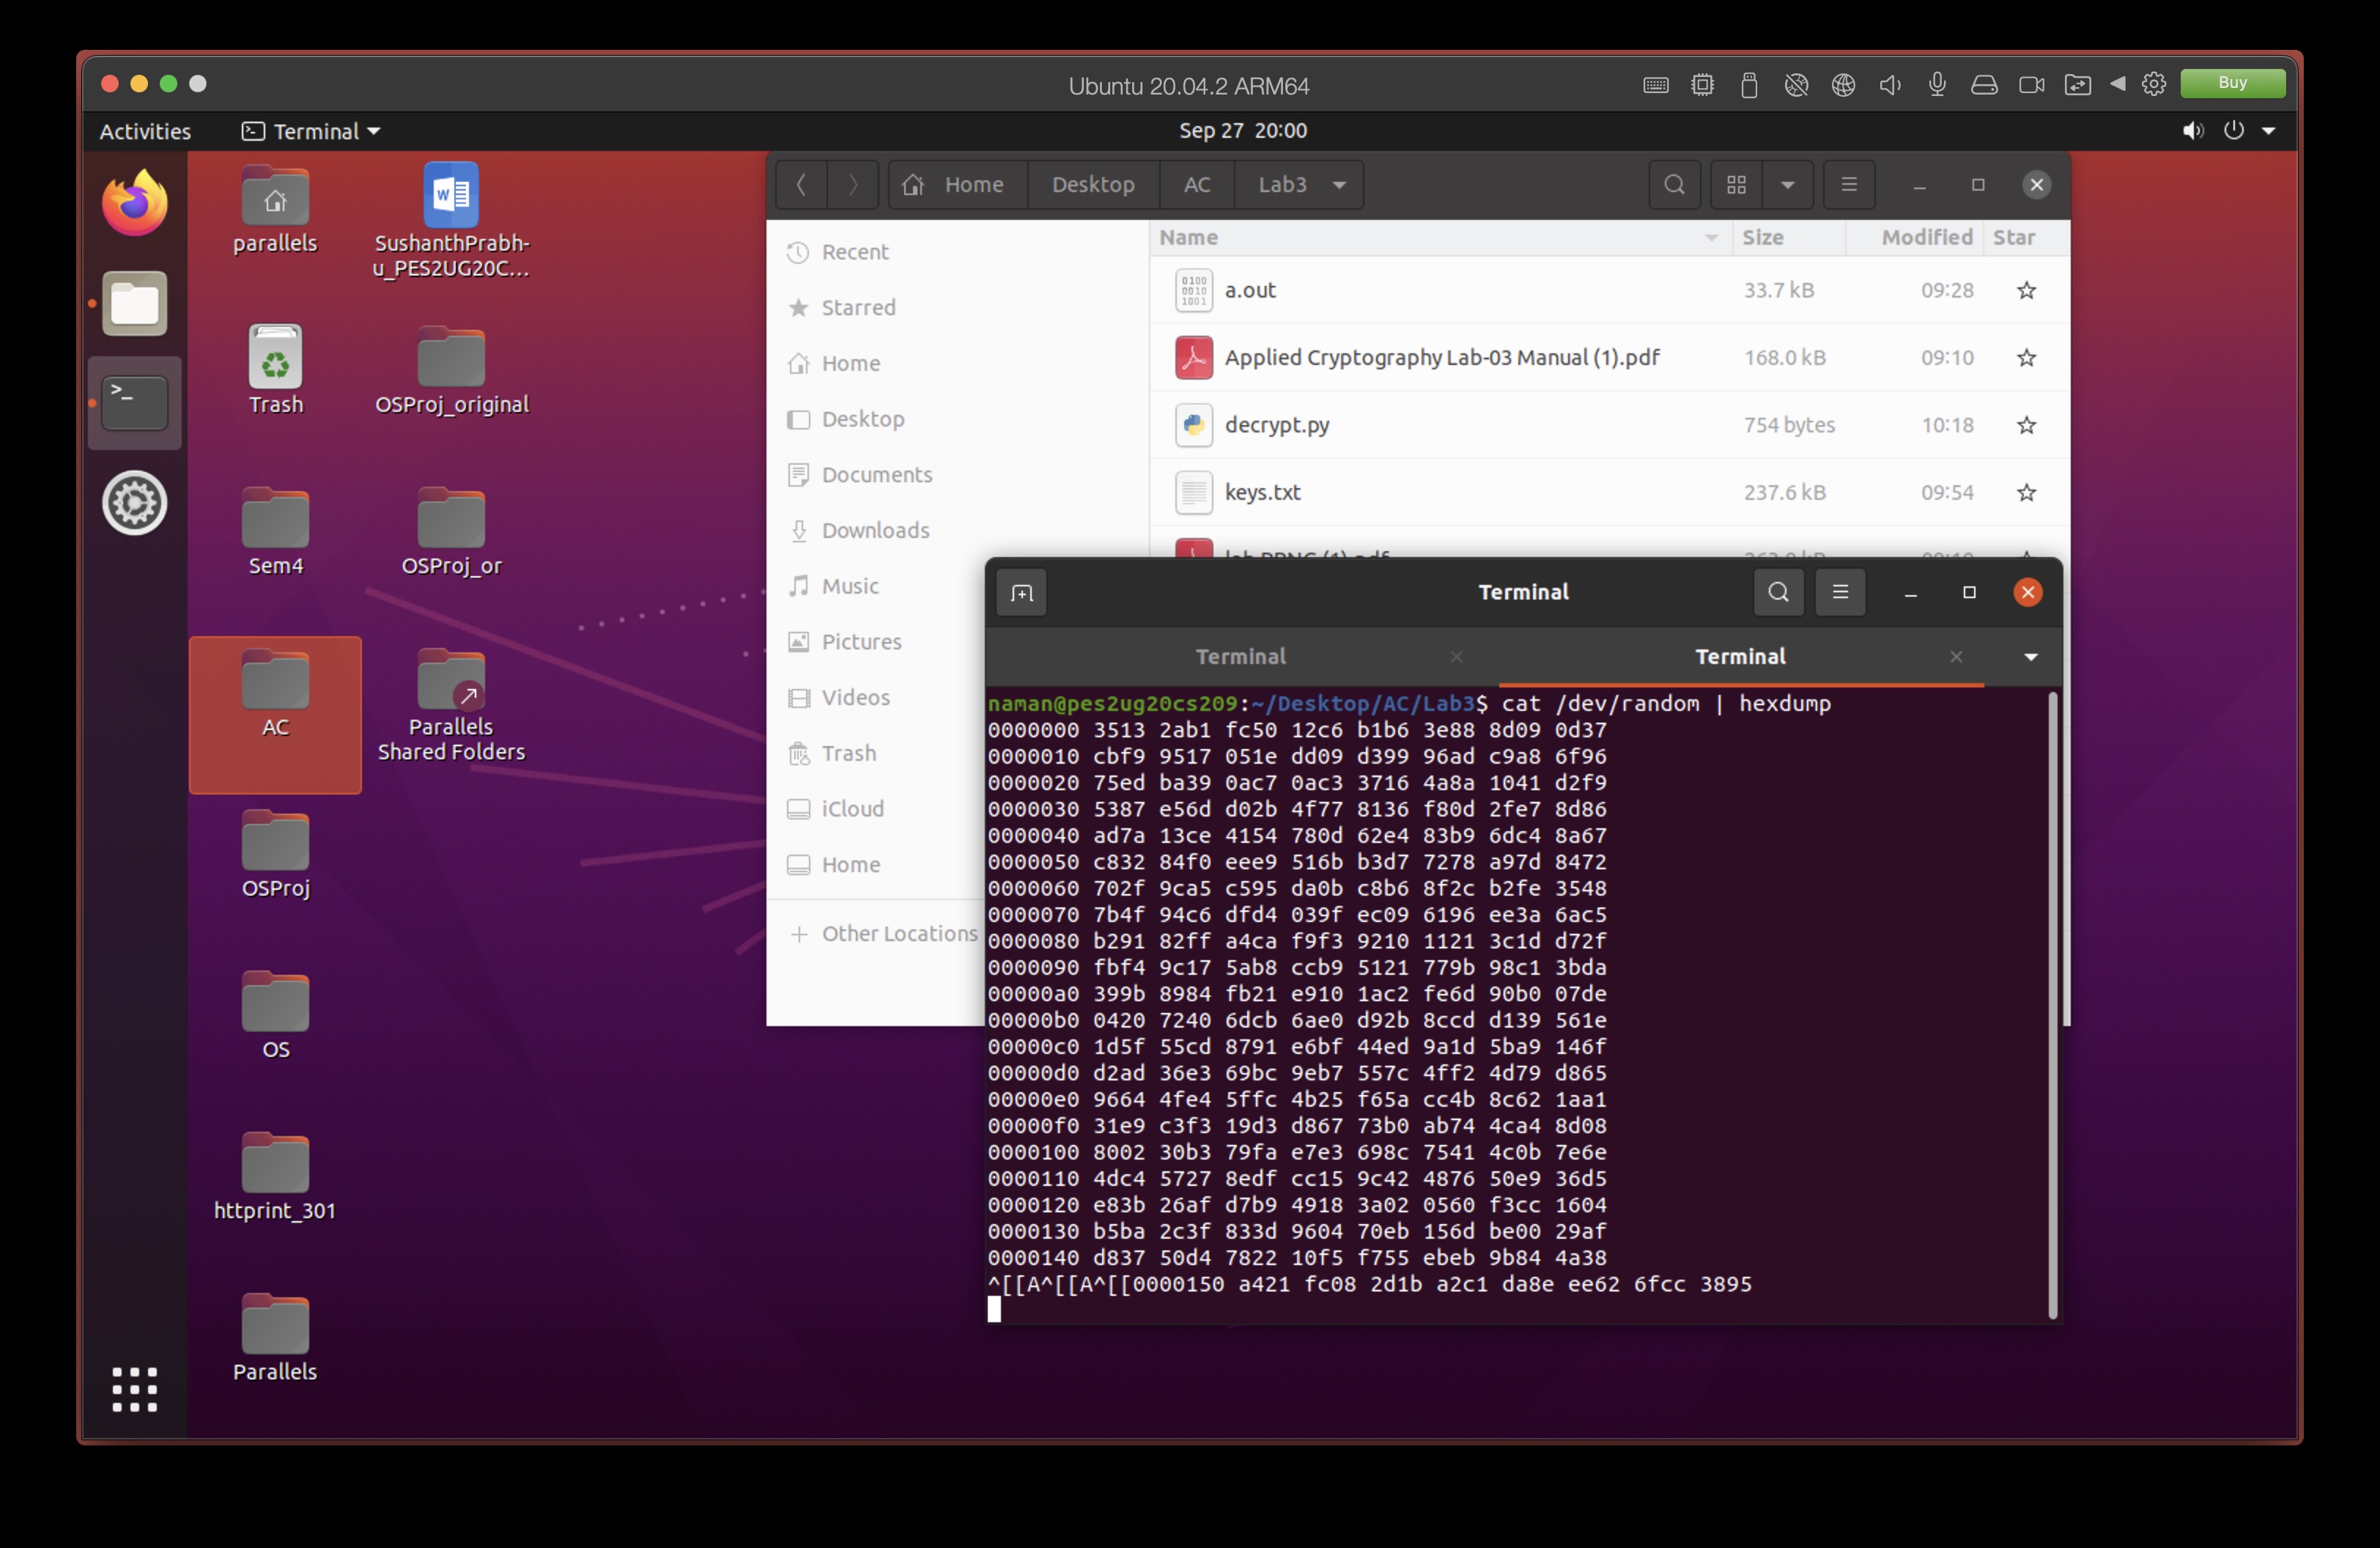 Ubuntu 20.04.2 ARM64
Buy
Activities
Terminal
Sep 27 20:00
parallels
SushanthPrabh-
u_PES2UG20C...
Trash
OSProj_original
Sem4
OSProj_or
AC
Parallels
Shared Folders
OSProj
OS
httprint_301
Parallels
Home Desktop AC Lab3
Recent
Starred
Home
Desktop
Documents
Downloads
Music
Pictures
Videos
Trash
iCloud
Home
Other Locations
Name Size Modified Star
a.out 33.7 kB 09:28
Applied Cryptography Lab-03 Manual (1).pdf 168.0 kB 09:10
decrypt.py 754 bytes 10:18
keys.txt 237.6 kB 09:54
Terminal
Terminal Terminal
naman@pes2ug20cs209:~/Desktop/AC/Lab3$ cat /dev/random | hexdump
0000000 3513 2ab1 fc50 12c6 b1b6 3e88 8d09 0d37
0000010 cbf9 9517 051e dd09 d399 96ad c9a8 6f96
0000020 75ed ba39 0ac7 0ac3 3716 4a8a 1041 d2f9
0000030 5387 e56d d02b 4f77 8136 f80d 2fe7 8d86
0000040 ad7a 13ce 4154 780d 62e4 83b9 6dc4 8a67
0000050 c832 84f0 eee9 516b b3d7 7278 a97d 8472
0000060 702f 9ca5 c595 da0b c8b6 8f2c b2fe 3548
0000070 7b4f 94c6 dfd4 039f ec09 6196 ee3a 6ac5
0000080 b291 82ff a4ca f9f3 9210 1121 3c1d d72f
0000090 fbf4 9c17 5ab8 ccb9 5121 779b 98c1 3bda
00000a0 399b 8984 fb21 e910 1ac2 fe6d 90b0 07de
00000b0 0420 7240 6dcb 6ae0 d92b 8ccd d139 561e
00000c0 1d5f 55cd 8791 e6bf 44ed 9a1d 5ba9 146f
00000d0 d2ad 36e3 69bc 9eb7 557c 4ff2 4d79 d865
00000e0 9664 4fe4 5ffc 4b25 f65a cc4b 8c62 1aa1
00000f0 31e9 c3f3 19d3 d867 73b0 ab74 4ca4 8d08
0000100 8002 30b3 79fa e7e3 698c 7541 4c0b 7e6e
0000110 4dc4 5727 8edf cc15 9c42 4876 50e9 36d5
0000120 e83b 26af d7b9 4918 3a02 0560 f3cc 1604
0000130 b5ba 2c3f 833d 9604 70eb 156d be00 29af
0000140 d837 50d4 7822 10f5 f755 ebeb 9b84 4a38
^[[A^[[A^[[0000150 a421 fc08 2d1b a2c1 da8e ee62 6fcc 3895